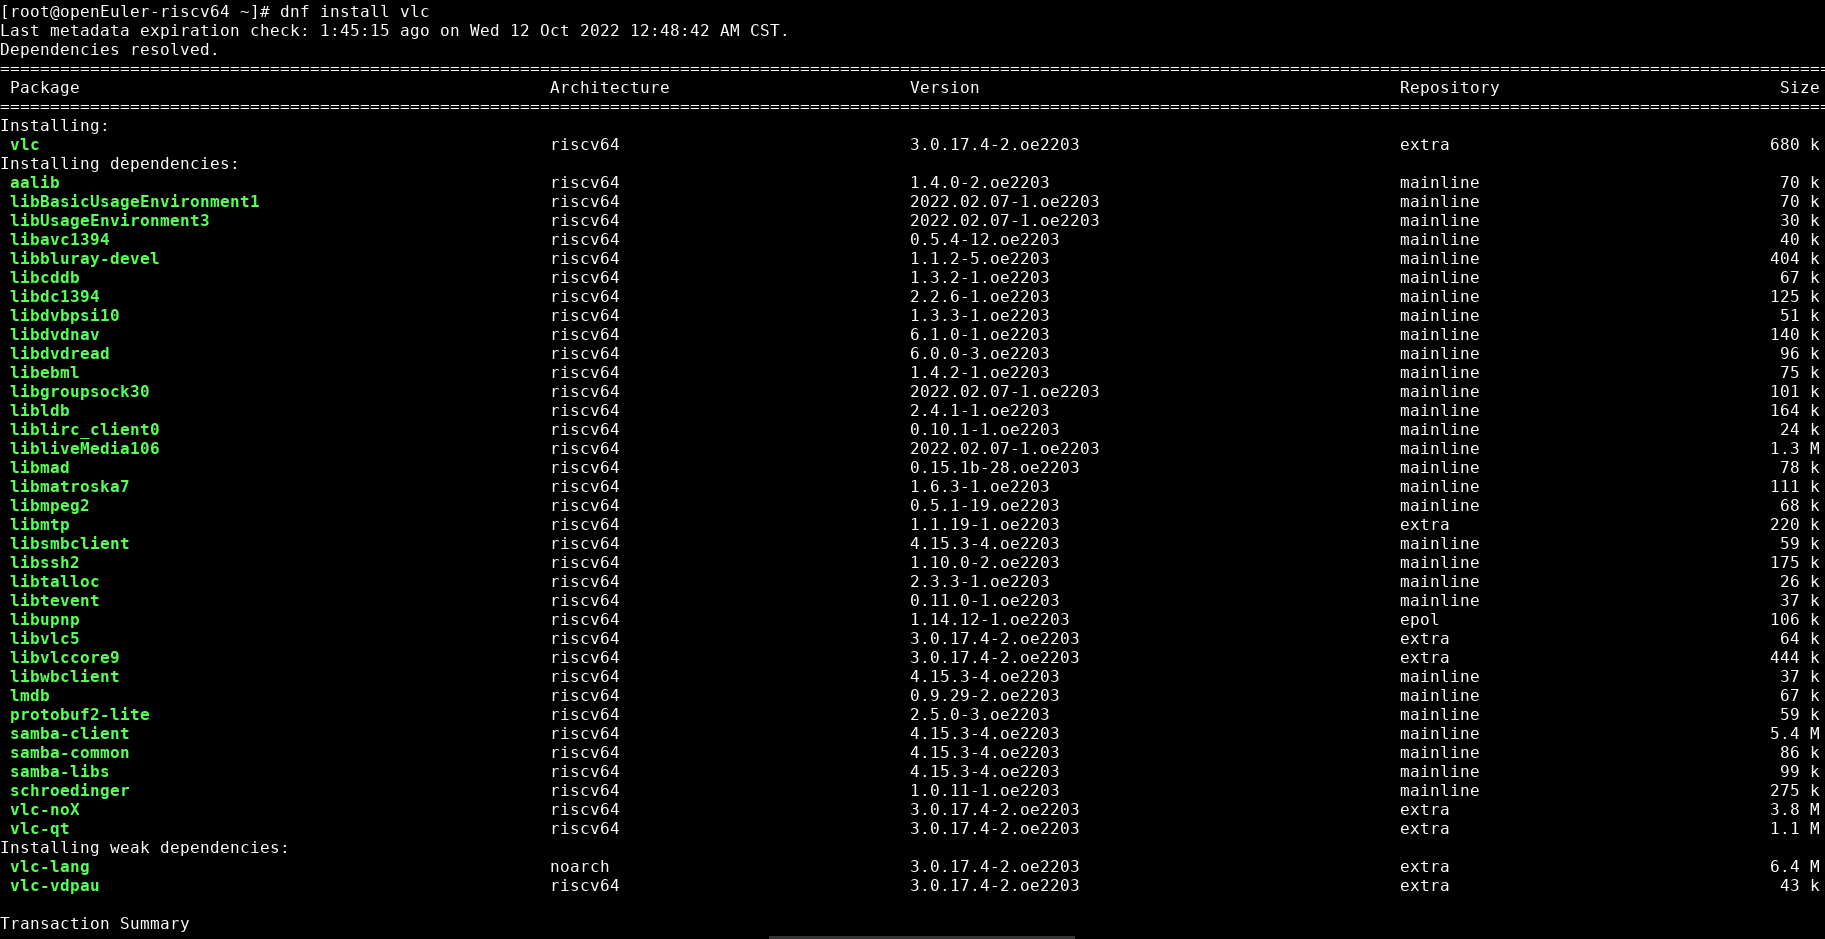 [root@openEuler-riscv64 ~]# dnf install vlc
Last metadata expiration check: 1:45:15 ago on Wed 12 Oct 2022 12:48:42 AM CST.
Dependencies resolved.
================================================================================
Package Architecture Version Repository Size
================================================================================
Installing:
vlc riscv64 3.0.17.4-2.oe2203 extra 680 k
Installing dependencies:
aalib riscv64 1.4.0-2.oe2203 mainline 70 k
libBasicUsageEnvironment1 riscv64 2022.02.07-1.oe2203 mainline 70 k
libUsageEnvironment3 riscv64 2022.02.07-1.oe2203 mainline 30 k
libavc1394 riscv64 0.5.4-12.oe2203 mainline 40 k
libbluray-devel riscv64 1.1.2-5.oe2203 mainline 404 k
libcddb riscv64 1.3.2-1.oe2203 mainline 67 k
libdc1394 riscv64 2.2.6-1.oe2203 mainline 125 k
libdvbpsi10 riscv64 1.3.3-1.oe2203 mainline 51 k
libdvdnav riscv64 6.1.0-1.oe2203 mainline 140 k
libdvdread riscv64 6.0.0-3.oe2203 mainline 96 k
libebml riscv64 1.4.2-1.oe2203 mainline 75 k
libgroupsock30 riscv64 2022.02.07-1.oe2203 mainline 101 k
libldb riscv64 2.4.1-1.oe2203 mainline 164 k
liblirc_client0 riscv64 0.10.1-1.oe2203 mainline 24 k
libliveMedia106 riscv64 2022.02.07-1.oe2203 mainline 1.3 M
libmad riscv64 0.15.1b-28.oe2203 mainline 78 k
libmatroska7 riscv64 1.6.3-1.oe2203 mainline 111 k
libmpeg2 riscv64 0.5.1-19.oe2203 mainline 68 k
libmtp riscv64 1.1.19-1.oe2203 extra 220 k
libsmbclient riscv64 4.15.3-4.oe2203 mainline 59 k
libssh2 riscv64 1.10.0-2.oe2203 mainline 175 k
libtalloc riscv64 2.3.3-1.oe2203 mainline 26 k
libtevent riscv64 0.11.0-1.oe2203 mainline 37 k
libupnp riscv64 1.14.12-1.oe2203 epol 106 k
libvlc5 riscv64 3.0.17.4-2.oe2203 extra 64 k
libvlccore9 riscv64 3.0.17.4-2.oe2203 extra 444 k
libwbclient riscv64 4.15.3-4.oe2203 mainline 37 k
lmdb riscv64 0.9.29-2.oe2203 mainline 67 k
protobuf2-lite riscv64 2.5.0-3.oe2203 mainline 59 k
samba-client riscv64 4.15.3-4.oe2203 mainline 5.4 M
samba-common riscv64 4.15.3-4.oe2203 mainline 86 k
samba-libs riscv64 4.15.3-4.oe2203 mainline 99 k
schroedinger riscv64 1.0.11-1.oe2203 mainline 275 k
vlc-noX riscv64 3.0.17.4-2.oe2203 extra 3.8 M
vlc-qt riscv64 3.0.17.4-2.oe2203 extra 1.1 M
Installing weak dependencies:
vlc-lang noarch 3.0.17.4-2.oe2203 extra 6.4 M
vlc-vdpau riscv64 3.0.17.4-2.oe2203 extra 43 k
Transaction Summary